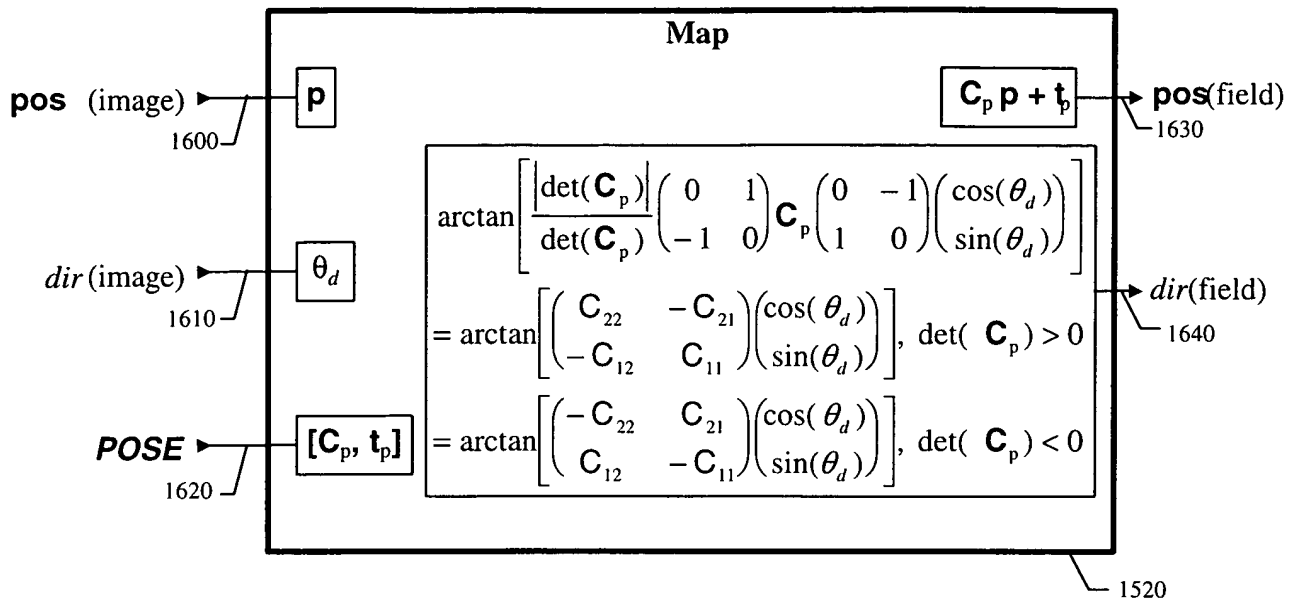 Map
pos (image)
p
C_p p + t_p
pos(field)
1600
1630
arctan[ |det(C_p)| / det(C_p) ( 0 1 ; −1 0 ) C_p ( 0 −1 ; 1 0 ) ( cos(θ_d) ; sin(θ_d) ) ]
dir(image)
θ_d
1610
= arctan[ ( C_22 −C_21 ; −C_12 C_11 ) ( cos(θ_d) ; sin(θ_d) ) ], det( C_p) > 0
dir(field)
1640
= arctan[ ( −C_22 C_21 ; C_12 −C_11 ) ( cos(θ_d) ; sin(θ_d) ) ], det( C_p) < 0
POSE
[C_p, t_p]
1620
1520